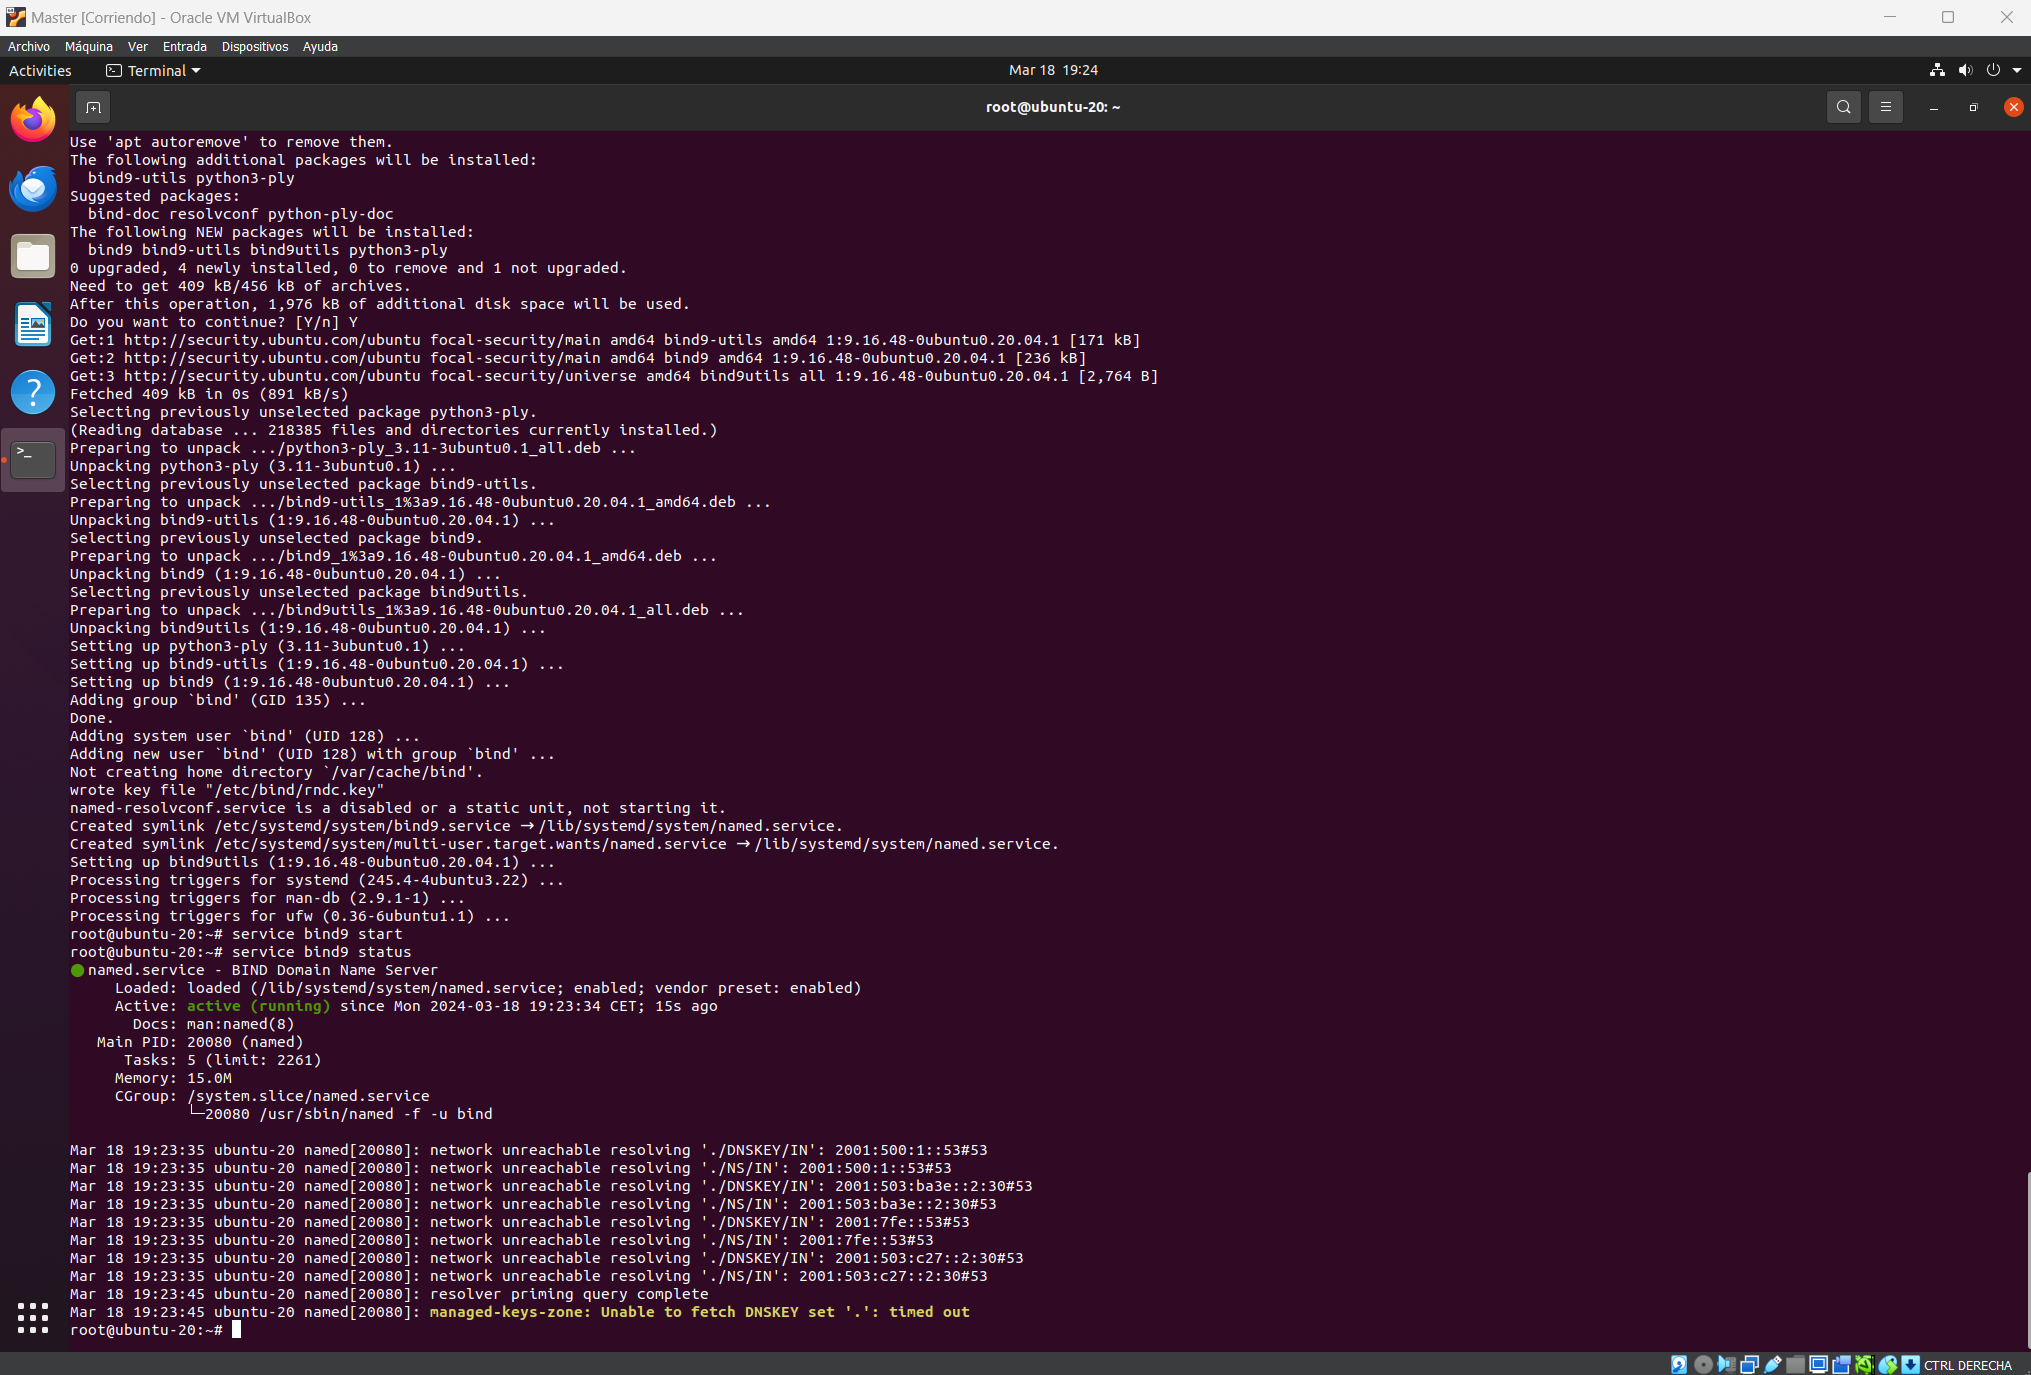 Master [Corriendo] - Oracle VM VirtualBox
Archivo Máquina Ver Entrada Dispositivos Ayuda
Activities Terminal Mar 18 19:24
root@ubuntu-20: ~
Use 'apt autoremove' to remove them.
The following additional packages will be installed:
  bind9-utils python3-ply
Suggested packages:
  bind-doc resolvconf python-ply-doc
The following NEW packages will be installed:
  bind9 bind9-utils bind9utils python3-ply
0 upgraded, 4 newly installed, 0 to remove and 1 not upgraded.
Need to get 409 kB/456 kB of archives.
After this operation, 1,976 kB of additional disk space will be used.
Do you want to continue? [Y/n] Y
Get:1 http://security.ubuntu.com/ubuntu focal-security/main amd64 bind9-utils amd64 1:9.16.48-0ubuntu0.20.04.1 [171 kB]
Get:2 http://security.ubuntu.com/ubuntu focal-security/main amd64 bind9 amd64 1:9.16.48-0ubuntu0.20.04.1 [236 kB]
Get:3 http://security.ubuntu.com/ubuntu focal-security/universe amd64 bind9utils all 1:9.16.48-0ubuntu0.20.04.1 [2,764 B]
Fetched 409 kB in 0s (891 kB/s)
Selecting previously unselected package python3-ply.
(Reading database ... 218385 files and directories currently installed.)
Preparing to unpack .../python3-ply_3.11-3ubuntu0.1_all.deb ...
Unpacking python3-ply (3.11-3ubuntu0.1) ...
Selecting previously unselected package bind9-utils.
Preparing to unpack .../bind9-utils_1%3a9.16.48-0ubuntu0.20.04.1_amd64.deb ...
Unpacking bind9-utils (1:9.16.48-0ubuntu0.20.04.1) ...
Selecting previously unselected package bind9.
Preparing to unpack .../bind9_1%3a9.16.48-0ubuntu0.20.04.1_amd64.deb ...
Unpacking bind9 (1:9.16.48-0ubuntu0.20.04.1) ...
Selecting previously unselected package bind9utils.
Preparing to unpack .../bind9utils_1%3a9.16.48-0ubuntu0.20.04.1_all.deb ...
Unpacking bind9utils (1:9.16.48-0ubuntu0.20.04.1) ...
Setting up python3-ply (3.11-3ubuntu0.1) ...
Setting up bind9-utils (1:9.16.48-0ubuntu0.20.04.1) ...
Setting up bind9 (1:9.16.48-0ubuntu0.20.04.1) ...
Adding group `bind' (GID 135) ...
Done.
Adding system user `bind' (UID 128) ...
Adding new user `bind' (UID 128) with group `bind' ...
Not creating home directory `/var/cache/bind'.
wrote key file "/etc/bind/rndc.key"
named-resolvconf.service is a disabled or a static unit, not starting it.
Created symlink /etc/systemd/system/bind9.service → /lib/systemd/system/named.service.
Created symlink /etc/systemd/system/multi-user.target.wants/named.service → /lib/systemd/system/named.service.
Setting up bind9utils (1:9.16.48-0ubuntu0.20.04.1) ...
Processing triggers for systemd (245.4-4ubuntu3.22) ...
Processing triggers for man-db (2.9.1-1) ...
Processing triggers for ufw (0.36-6ubuntu1.1) ...
root@ubuntu-20:~# service bind9 start
root@ubuntu-20:~# service bind9 status
● named.service - BIND Domain Name Server
     Loaded: loaded (/lib/systemd/system/named.service; enabled; vendor preset: enabled)
     Active: active (running) since Mon 2024-03-18 19:23:34 CET; 15s ago
       Docs: man:named(8)
   Main PID: 20080 (named)
      Tasks: 5 (limit: 2261)
     Memory: 15.0M
     CGroup: /system.slice/named.service
             └─20080 /usr/sbin/named -f -u bind
Mar 18 19:23:35 ubuntu-20 named[20080]: network unreachable resolving './DNSKEY/IN': 2001:500:1::53#53
Mar 18 19:23:35 ubuntu-20 named[20080]: network unreachable resolving './NS/IN': 2001:500:1::53#53
Mar 18 19:23:35 ubuntu-20 named[20080]: network unreachable resolving './DNSKEY/IN': 2001:503:ba3e::2:30#53
Mar 18 19:23:35 ubuntu-20 named[20080]: network unreachable resolving './NS/IN': 2001:503:ba3e::2:30#53
Mar 18 19:23:35 ubuntu-20 named[20080]: network unreachable resolving './DNSKEY/IN': 2001:7fe::53#53
Mar 18 19:23:35 ubuntu-20 named[20080]: network unreachable resolving './NS/IN': 2001:7fe::53#53
Mar 18 19:23:35 ubuntu-20 named[20080]: network unreachable resolving './DNSKEY/IN': 2001:503:c27::2:30#53
Mar 18 19:23:35 ubuntu-20 named[20080]: network unreachable resolving './NS/IN': 2001:503:c27::2:30#53
Mar 18 19:23:45 ubuntu-20 named[20080]: resolver priming query complete
Mar 18 19:23:45 ubuntu-20 named[20080]: managed-keys-zone: Unable to fetch DNSKEY set '.': timed out
root@ubuntu-20:~#
CTRL DERECHA